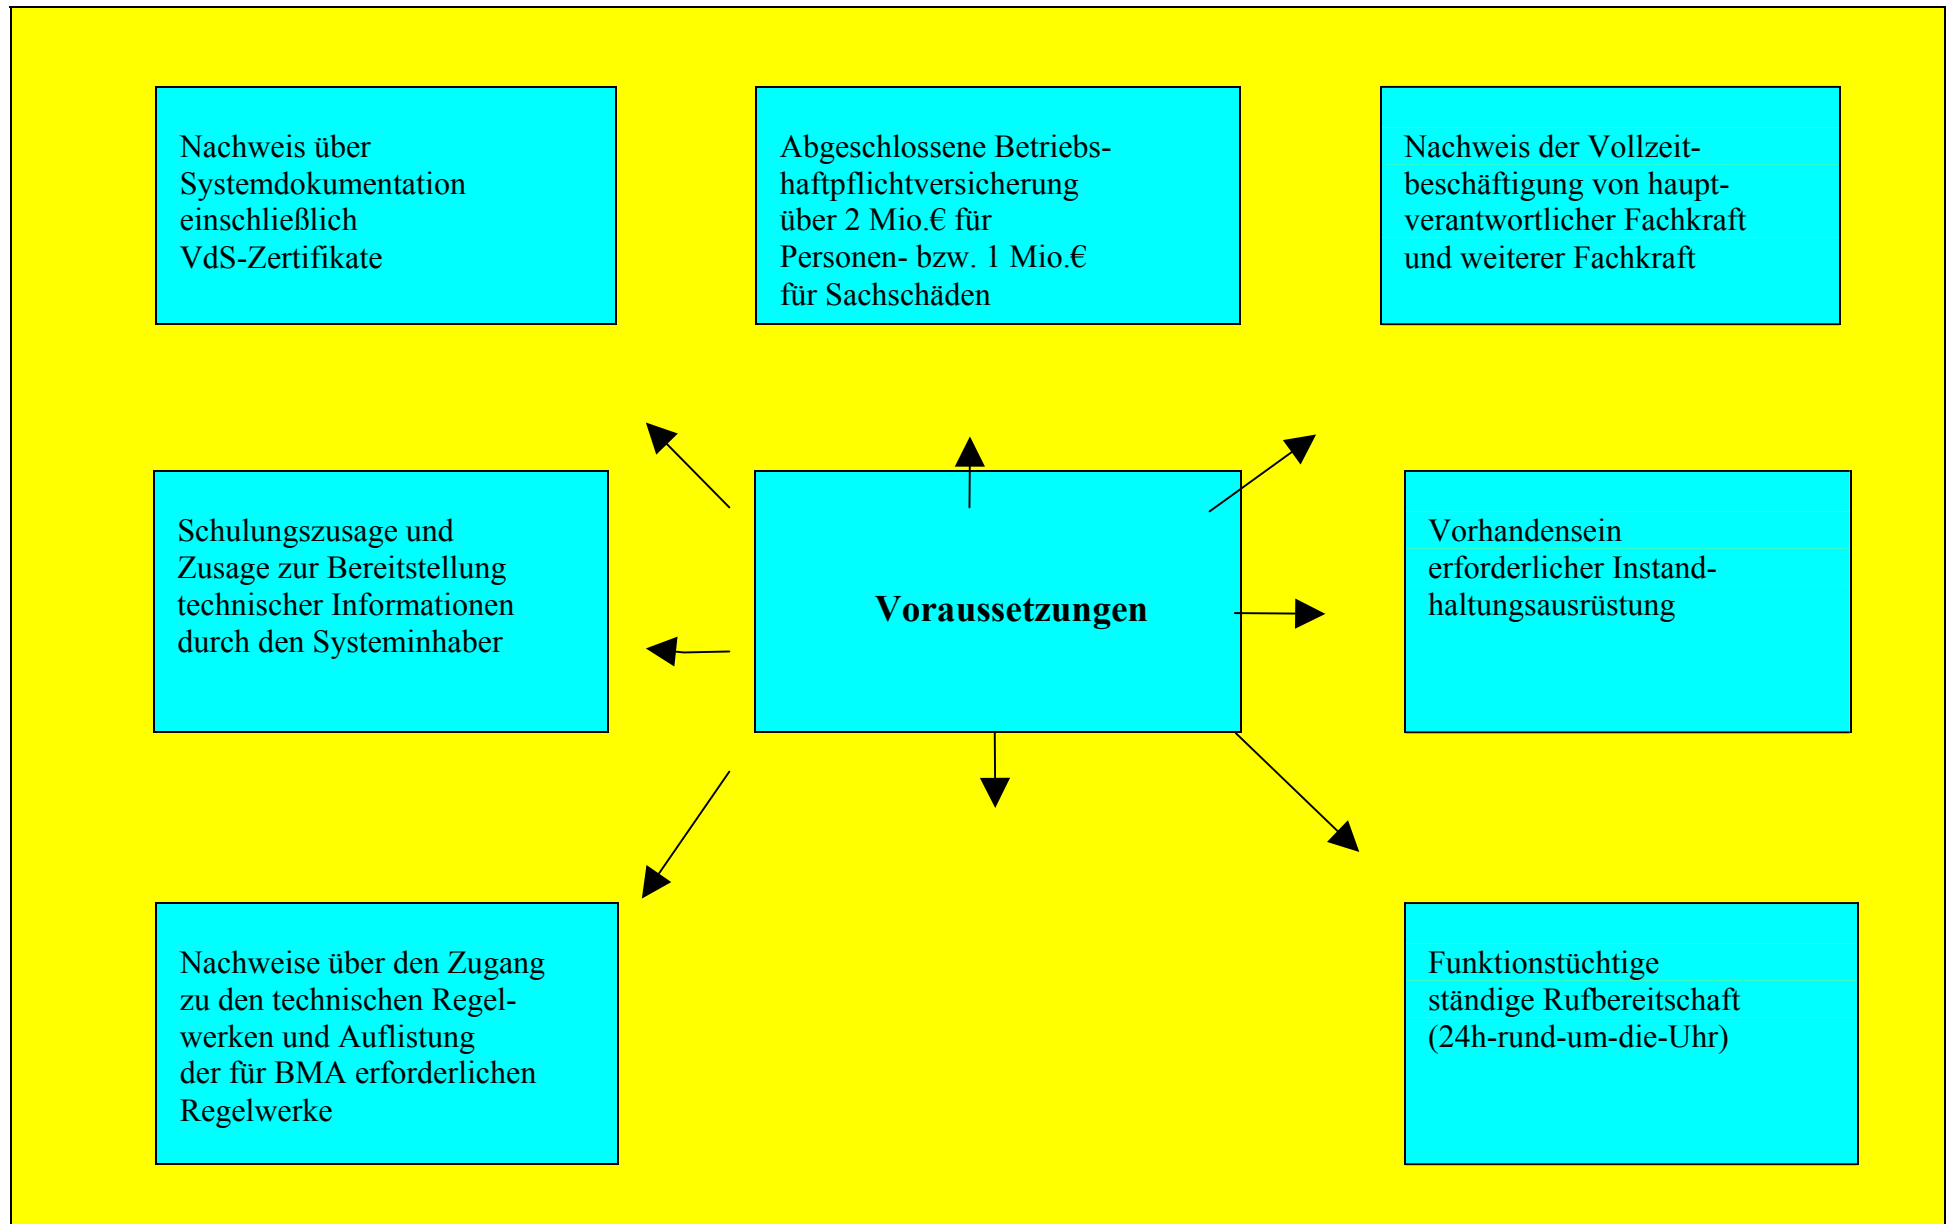 Nachweis über
Systemdokumentation
einschließlich
VdS-Zertifikate
Abgeschlossene Betriebs-
haftpflichtversicherung
über 2 Mio.€ für
Personen- bzw. 1 Mio.€
für Sachschäden
Nachweis der Vollzeit-
beschäftigung von haupt-
verantwortlicher Fachkraft
und weiterer Fachkraft
Schulungszusage und
Zusage zur Bereitstellung
technischer Informationen
durch den Systeminhaber
Voraussetzungen
Vorhandensein
erforderlicher Instand-
haltungsausrüstung
Nachweise über den Zugang
zu den technischen Regel-
werken und Auflistung
der für BMA erforderlichen
Regelwerke
Funktionstüchtige
ständige Rufbereitschaft
(24h-rund-um-die-Uhr)